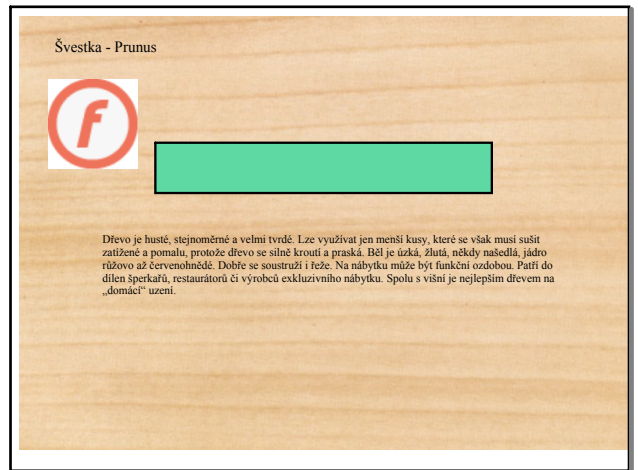 Švestka - Prunus
f
Dřevo je husté, stejnoměrné a velmi tvrdé. Lze využívat jen menší kusy, které se však musí sušit
zatížené a pomalu, protože dřevo se silně kroutí a praská. Běl je úzká, žlutá, někdy našedlá, jádro
růžovo až červenohnědé. Dobře se soustruží i řeže. Na nábytku může být funkční ozdobou. Patří do
dílen šperkařů, restaurátorů či výrobců exkluzivního nábytku. Spolu s višní je nejlepším dřevem na
„domácí“ uzení.